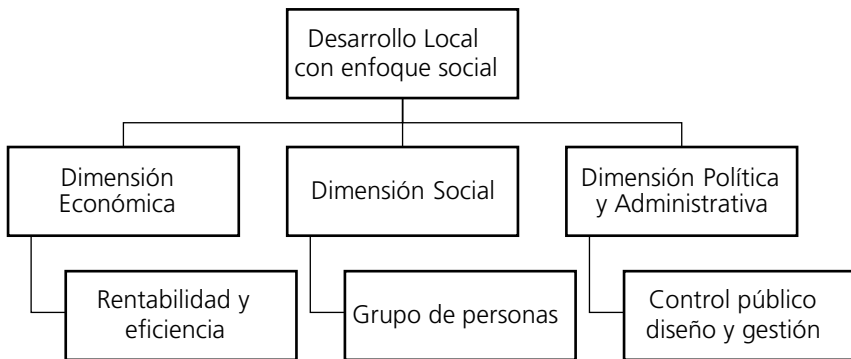 Desarrollo Local
con enfoque social
Dimensión
Económica
Dimensión Social
Dimensión Política
y Administrativa
Rentabilidad y
eficiencia
Grupo de personas
Control público
diseño y gestión